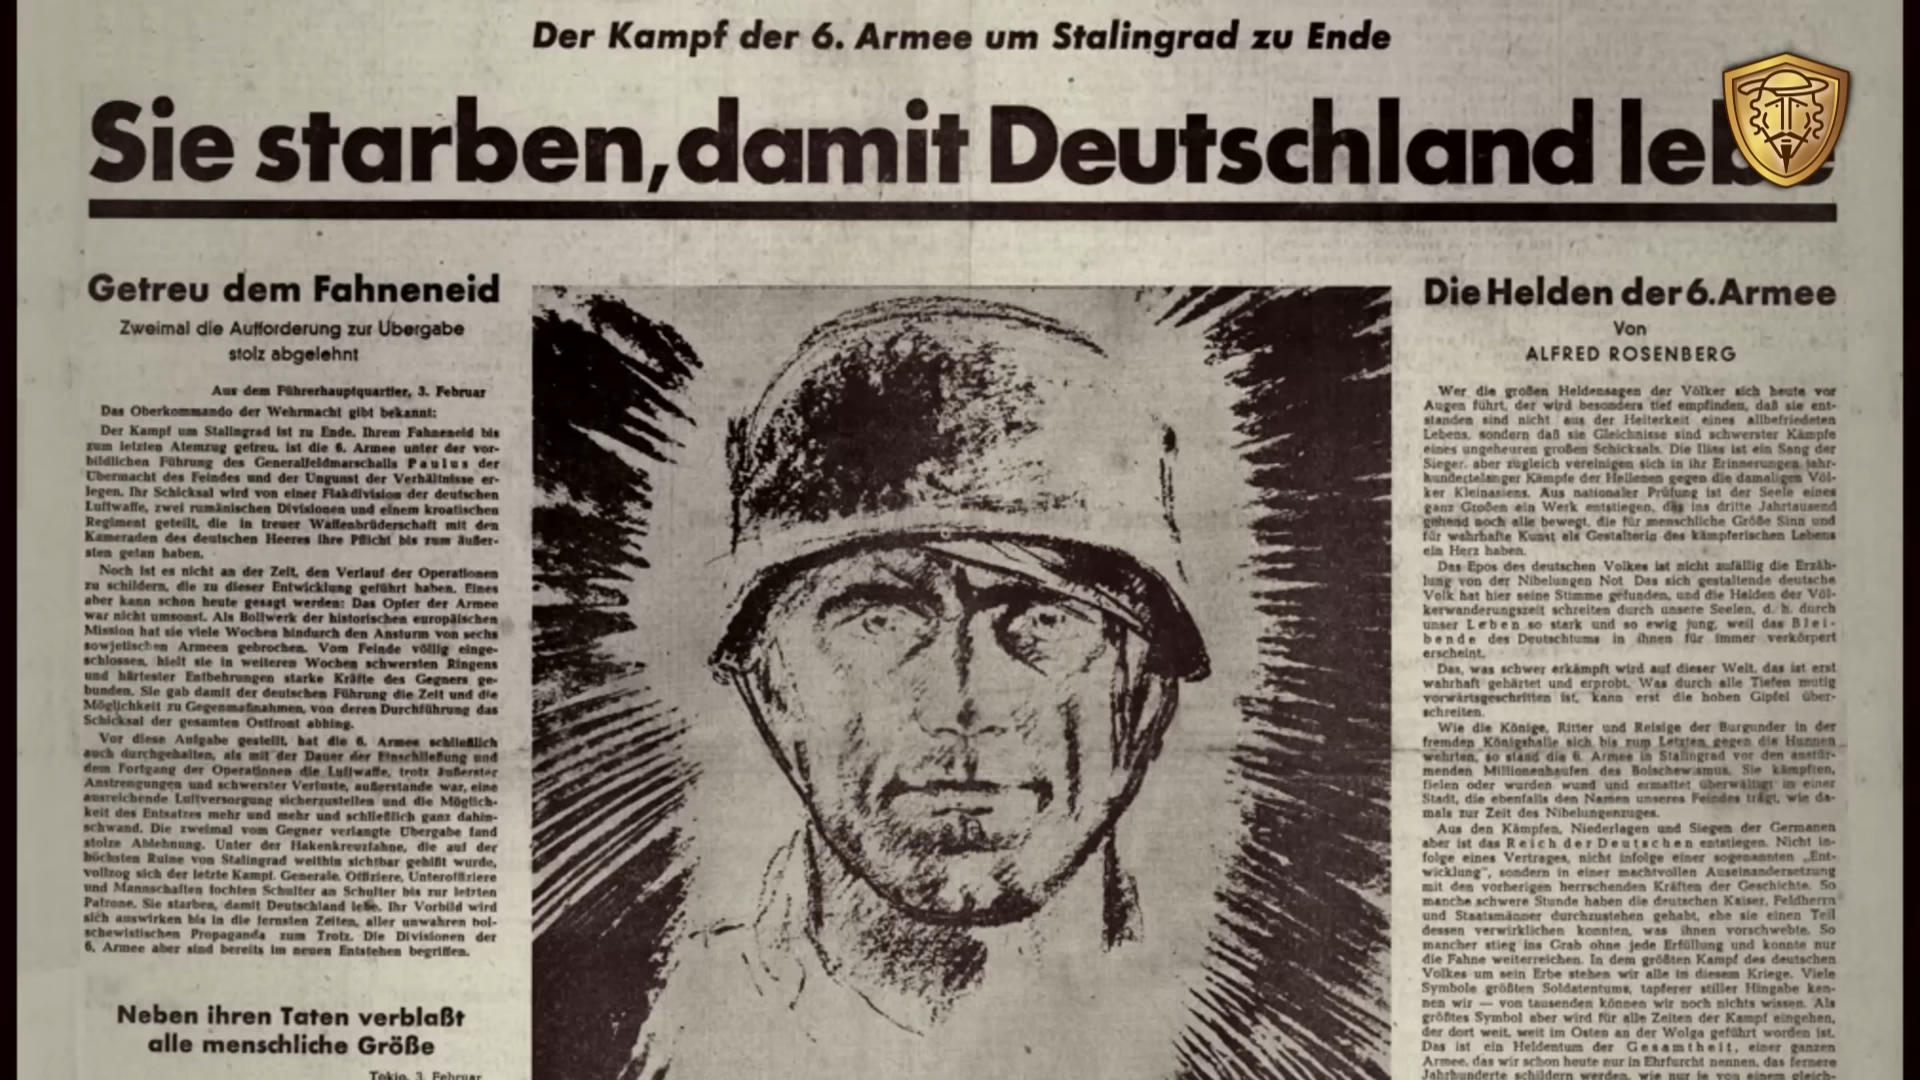 Der Kampf der 6. Armee um Stalingrad zu Ende
Sie starben, damit Deutschland lebe
Getreu dem Fahneneid
Zweimal die Aufforderung zur Übergabe
stolz abgelehnt
Aus dem Führerhauptquartier, 3. Februar
Das Oberkommando der Wehrmacht gibt bekannt:
Der Kampf um Stalingrad ist zu Ende. Ihrem Fahneneid bis
zum letzten Atemzug getreu, ist die 6. Armee unter der vor-
bildlichen Führung des Generalfeldmarschalls Paulus der
Übermacht des Feindes und der Ungunst der Verhältnisse er-
legen. Ihr Schicksal wird von einer Flakdivision der deutschen
Luftwaffe, zwei rumänischen Divisionen und einem kroatischen
Regiment geteilt, die in treuer Waffenbrüderschaft mit den
Kameraden des deutschen Heeres ihre Pflicht bis zum äußer-
sten getan haben.
Noch ist es nicht an der Zeit, den Verlauf der Operationen
zu schildern, die zu dieser Entwicklung geführt haben. Eines
aber kann schon heute gesagt werden: Das Opfer der Armee
war nicht umsonst. Als Bollwerk der historischen europäischen
Mission hat sie viele Wochen hindurch den Ansturm von sechs
sowjetischen Armeen gebrochen. Vom Feinde völlig einge-
schlossen, hielt sie in weiteren Wochen schwersten Ringens
und härtester Entbehrungen starke Kräfte des Gegners ge-
bunden. Sie gab damit der deutschen Führung die Zeit und die
Möglichkeit zu Gegenmaßnahmen, von deren Durchführung das
Schicksal der gesamten Ostfront abhing.
Vor diese Aufgabe gestellt, hat die 6. Armee schließlich
auch durchgehalten, als mit der Dauer der Einschließung und
dem Fortgang der Operationen die Luftwaffe, trotz äußerster
Anstrengungen und schwerster Verluste, außerstande war, eine
ausreichende Luftversorgung sicherzustellen und die Möglich-
keit des Entsatzes mehr und mehr und schließlich ganz dahin-
schwand. Die zweimal vom Gegner verlangte Übergabe fand
stolze Ablehnung. Unter der Hakenkreuzfahne, die auf der
höchsten Ruine von Stalingrad weithin sichtbar gehißt wurde,
vollzog sich der letzte Kampf. Generale, Offiziere, Unteroffiziere
und Mannschaften fochten Schulter an Schulter bis zur letzten
Patrone. Sie starben, damit Deutschland lebe. Ihr Vorbild wird
sich auswirken bis in die fernsten Zeiten, aller unwahren bol-
schewistischen Propaganda zum Trotz. Die Divisionen der
6. Armee aber sind bereits im neuen Entstehen begriffen.
Neben ihren Taten verblaßt
alle menschliche Größe
Tokio, 3. Februar
Die Helden der 6. Armee
Von
ALFRED ROSENBERG
Wer die großen Heldensagen der Völker sich heute vor
Augen führt, der wird besonders tief empfinden, daß sie ent-
standen sind nicht aus der Heiterkeit eines allbefriedeten
Lebens, sondern daß sie Gleichnisse sind schwerster Kämpfe
eines ungeheuren großen Schicksals. Die Ilias ist ein Sang der
Sieger, aber zugleich vereinigen sich in ihr Erinnerungen jahr-
hundertelanger Kämpfe der Hellenen gegen die damaligen Völ-
ker Kleinasiens. Aus nationaler Prüfung ist der Seele eines
ganz Großen ein Werk entstiegen, das ins dritte Jahrtausend
gehend noch alle bewegt, die für menschliche Größe Sinn und
für wahrhafte Kunst als Gestalterin des kämpferischen Lebens
ein Herz haben.
Das Epos des deutschen Volkes ist nicht zufällig die Erzäh-
lung von der Nibelungen Not. Das sich gestaltende deutsche
Volk hat hier seine Stimme gefunden, und die Helden der Völ-
kerwanderungszeit schreiten durch unsere Seelen, d. h. durch
unser Leben so stark und so ewig jung, weil das Blei-
bende des Deutschtums in ihnen für immer verkörpert
erscheint.
Das, was schwer erkämpft wird auf dieser Welt, das ist erst
wahrhaft gehärtet und erprobt. Was durch alle Tiefen mutig
vorwärtsgeschritten ist, kann erst die hohen Gipfel über-
schreiten.
Wie die Könige, Ritter und Reisige der Burgunder in der
fremden Königshalle sich bis zum Letzten gegen die Hunnen
wehrten, so stand die 6. Armee in Stalingrad vor den anstür-
menden Millionenhaufen des Bolschewismus. Sie kämpften,
fielen oder wurden wund und ermattet überwältigt in einer
Stadt, die ebenfalls den Namen unseres Feindes trägt, wie da-
mals zur Zeit des Nibelungenzuges.
Aus den Kämpfen, Niederlagen und Siegen der Germanen
aber ist das Reich der Deutschen entstiegen. Nicht in-
folge eines Vertrages, nicht infolge einer sogenannten „Ent-
wicklung“, sondern in einer machtvollen Auseinandersetzung
mit den vorherigen herrschenden Kräften der Geschichte. So
manche schwere Stunde haben die deutschen Kaiser, Feldherrn
und Staatsmänner durchzustehen gehabt, ehe sie einen Teil
dessen verwirklichen konnten, was ihnen vorschwebte. So
mancher stieg ins Grab ohne jede Erfüllung und konnte nur
die Fahne weiterreichen. In dem größten Kampf des deutschen
Volkes um sein Erbe stehen wir alle in diesem Kriege. Viele
Symbole größten Soldatentums, tapferer stiller Hingabe ken-
nen wir — von tausenden können wir noch nichts wissen. Als
größtes Symbol aber wird für alle Zeiten der Kampf eingehen,
der dort weit, weit im Osten an der Wolga geführt worden ist.
Das ist ein Heldentum der Gesamtheit, einer ganzen
Armee, das wir schon heute nur in Ehrfurcht nennen, das fernere
Jahrhunderte schildern werden, wie nur je von einem gleich-